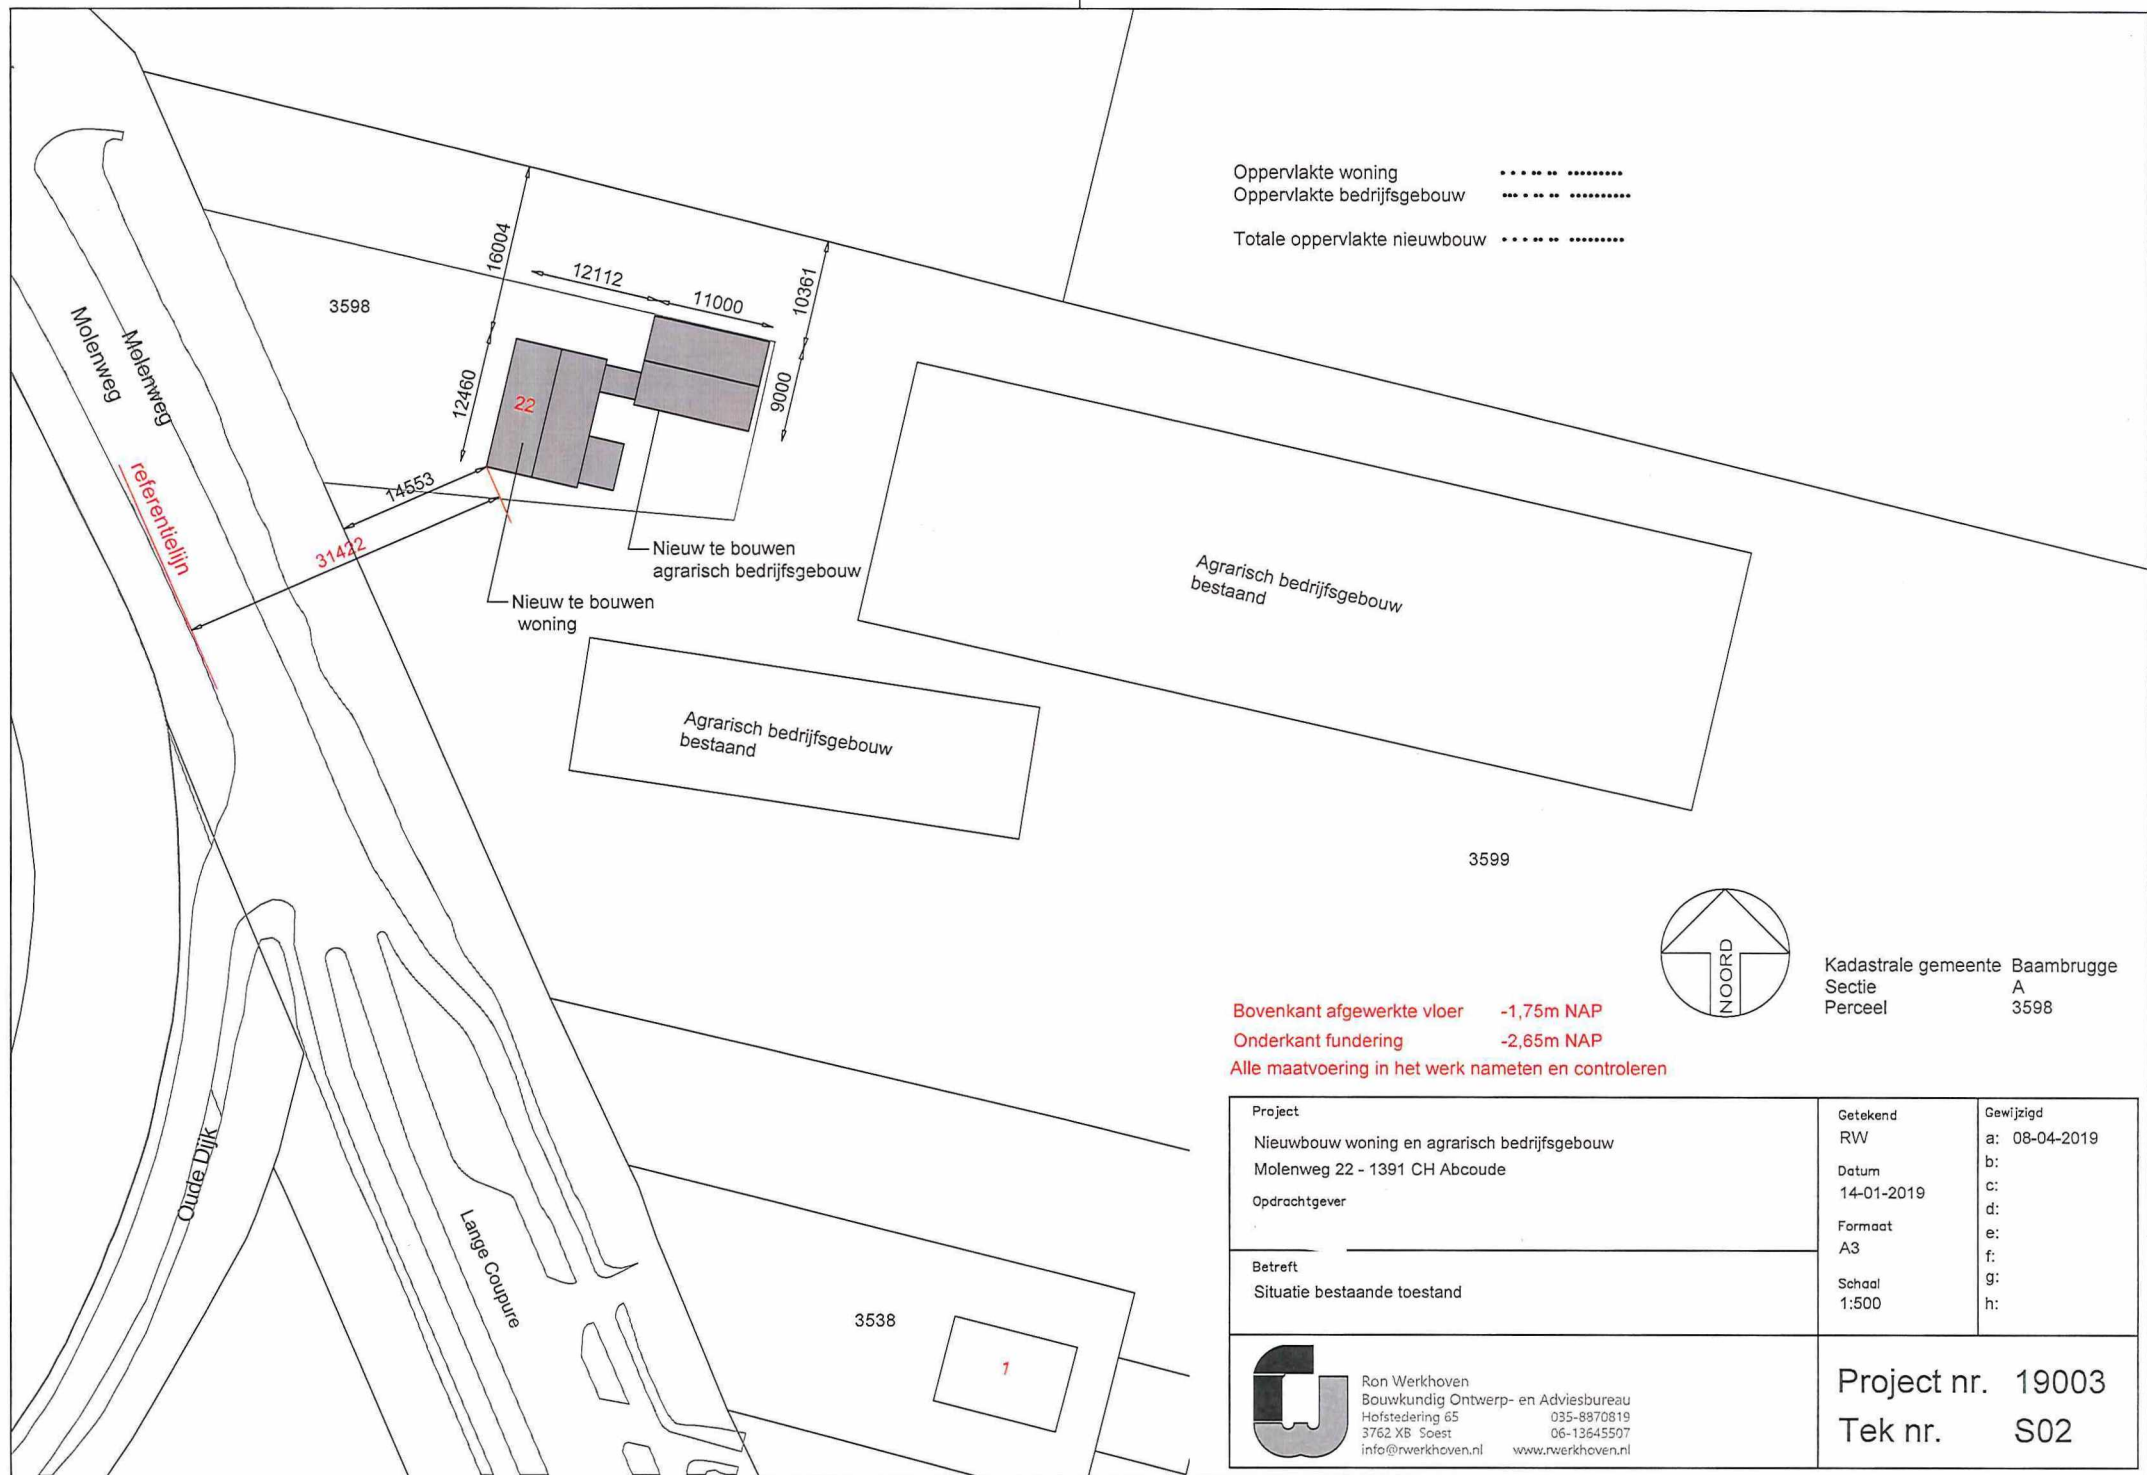 Oppervlakte woning
Oppervlakte bedrijfsgebouw
Totale oppervlakte nieuwbouw
16004
12112
11000
10361
3598
12460
9000
22
Molenweg
Molenweg
referentielijn
14553
31422
Nieuw te bouwen
agrarisch bedrijfsgebouw
Nieuw te bouwen
woning
Agrarisch bedrijfsgebouw
bestaand
Agrarisch bedrijfsgebouw
bestaand
3599
NOORD
Kadastrale gemeente Baambrugge
Sectie A
Perceel 3598
Bovenkant afgewerkte vloer -1,75m NAP
Onderkant fundering -2,65m NAP
Alle maatvoering in het werk nameten en controleren
Oude Dijk
Lange Coupure
3538
1
Project
Nieuwbouw woning en agrarisch bedrijfsgebouw
Molenweg 22 - 1391 CH Abcoude
Opdrachtgever
Betreft
Situatie bestaande toestand
Getekend
RW
Datum
14-01-2019
Formaat
A3
Schaal
1:500
Gewijzigd
a: 08-04-2019
b:
c:
d:
e:
f:
g:
h:
Ron Werkhoven
Bouwkundig Ontwerp- en Adviesbureau
Hofstedering 65 035-8870819
3762 XB Soest 06-13645507
info@rwerkhoven.nl www.rwerkhoven.nl
Project nr. 19003
Tek nr. S02